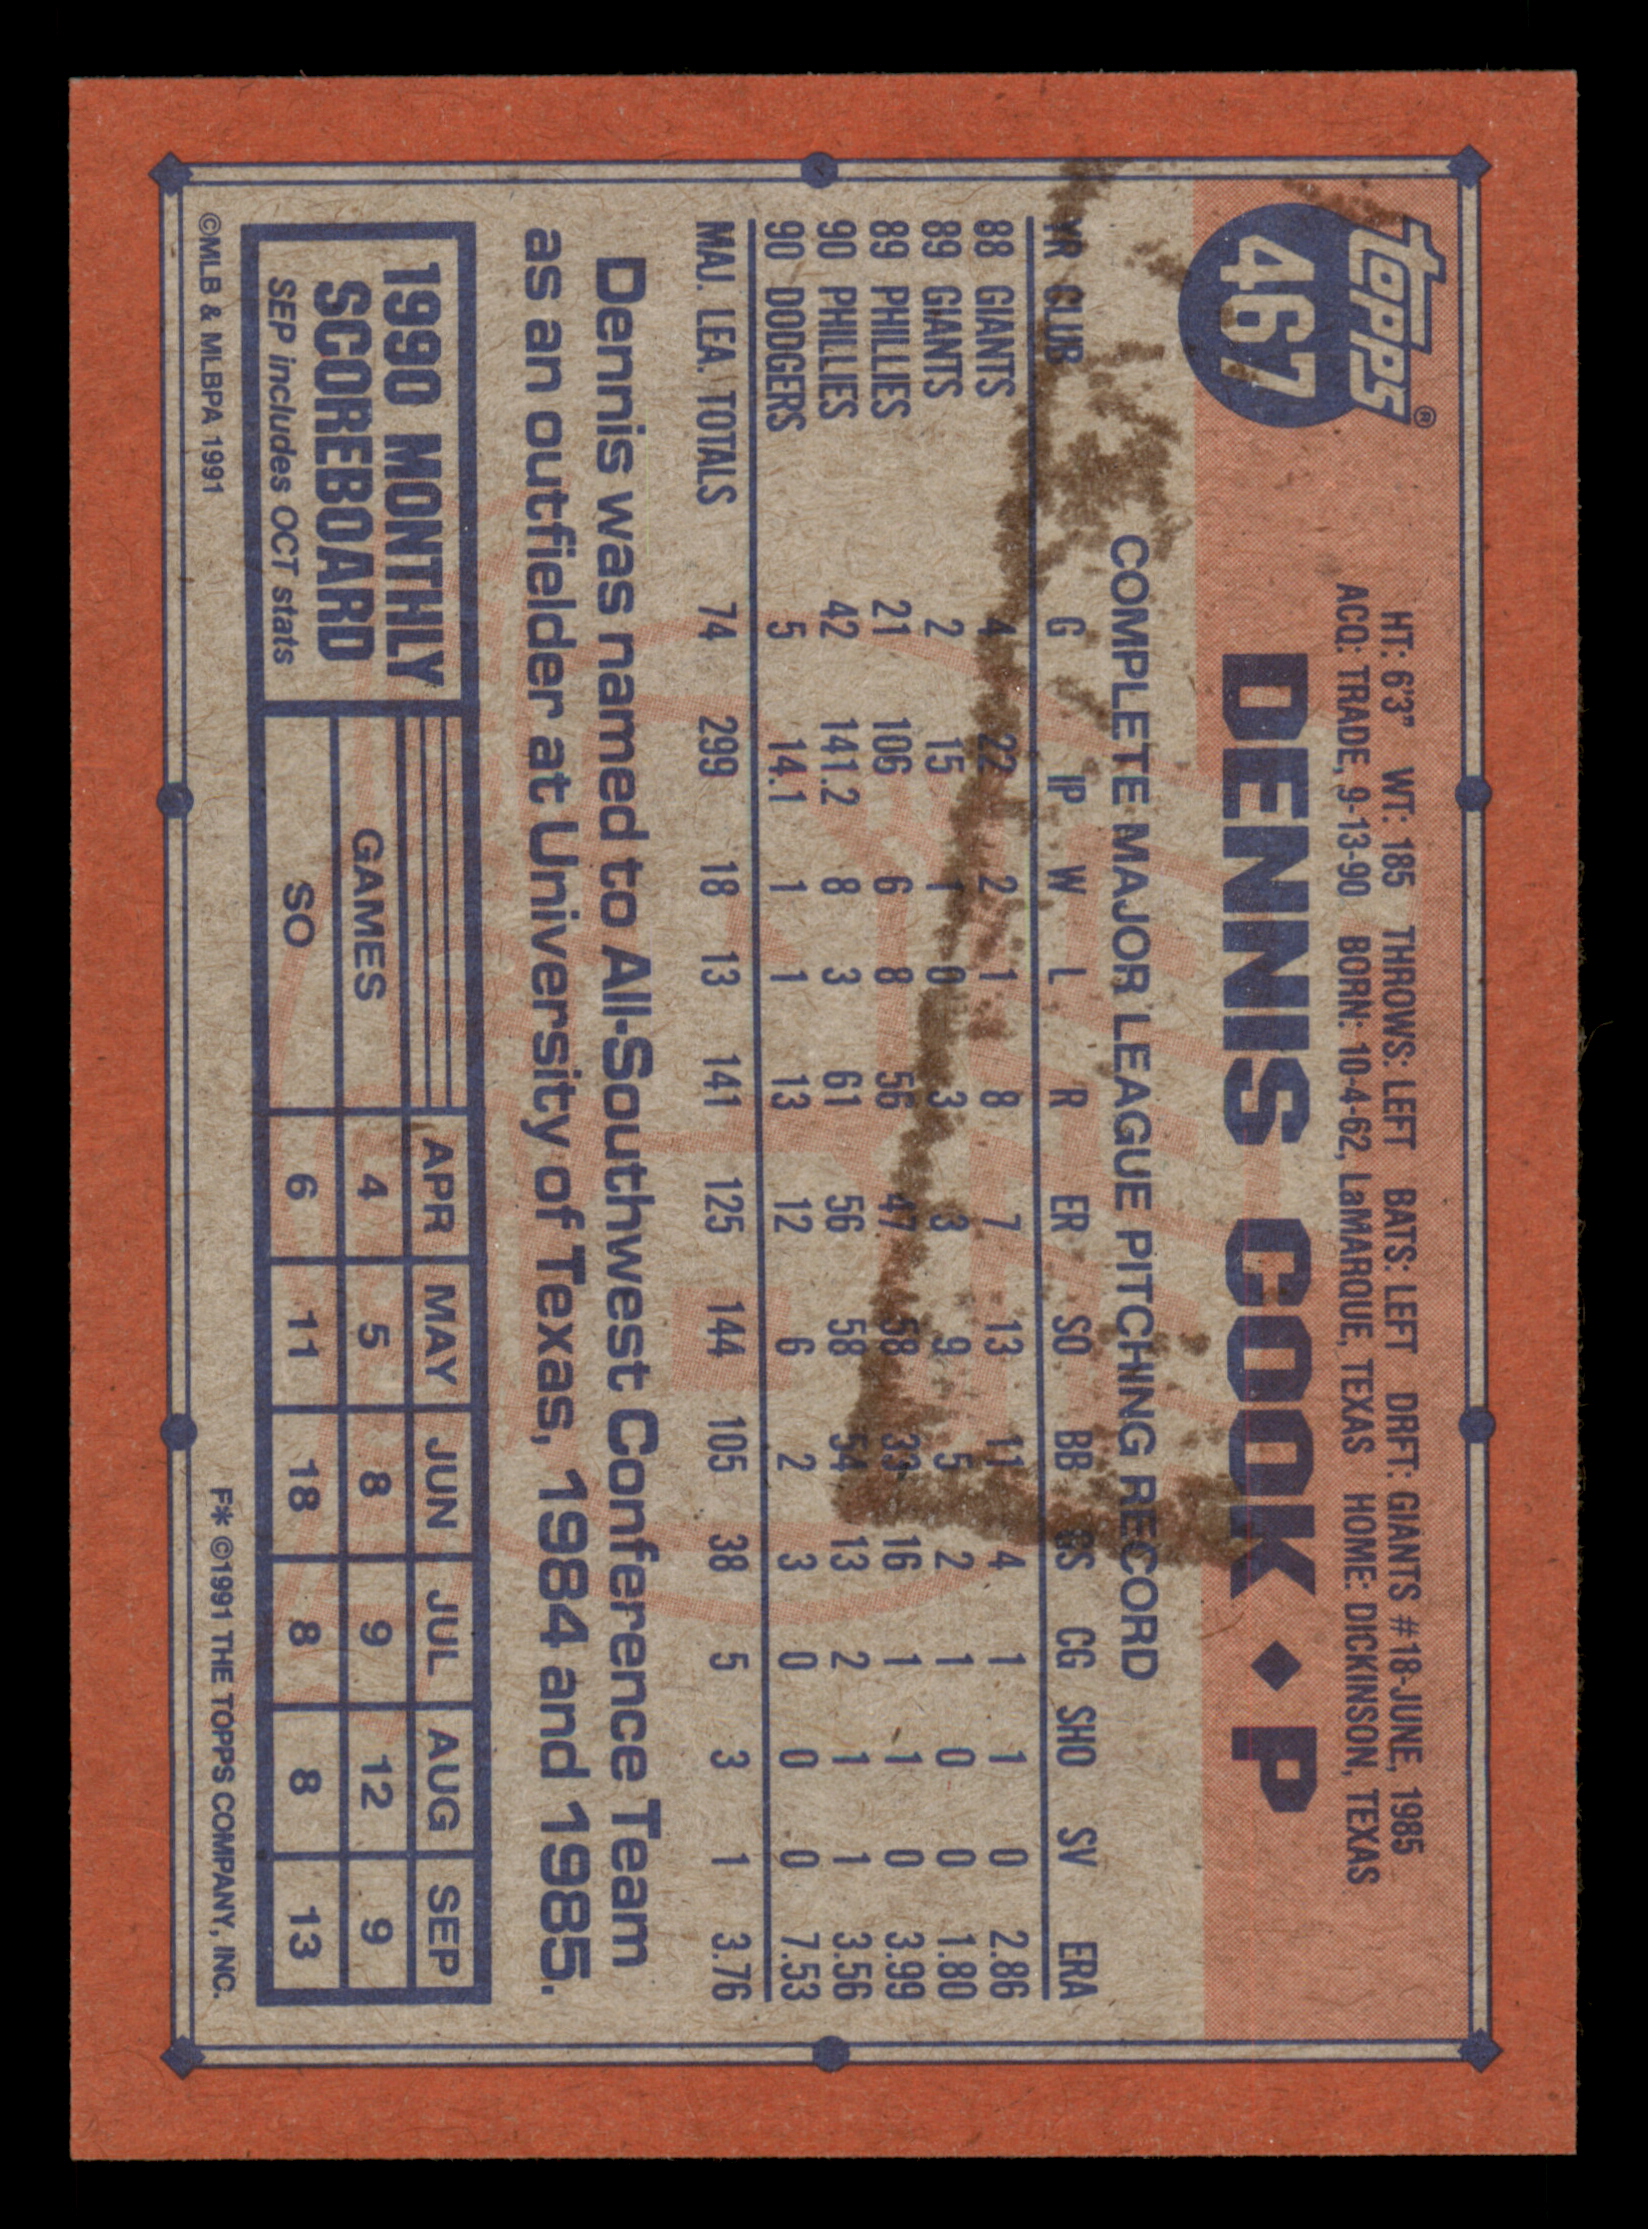 topps®
467
HT: 6'3" WT: 185 THROWS: LEFT BATS: LEFT DRFT: GIANTS #18-JUNE, 1985
ACQ: TRADE, 9-13-90 BORN: 10-4-62, LaMARQUE, TEXAS HOME: DICKINSON, TEXAS
DENNIS COOK ◆ P
COMPLETE MAJOR LEAGUE PITCHING RECORD
YR CLUB G IP W L R ER SO BB GS CG SHO SV ERA
88 GIANTS 4 22 2 1 8 7 13 11 4 1 1 0 2.86
89 GIANTS 2 15 1 0 3 3 9 5 2 1 0 0 1.80
89 PHILLIES 21 106 6 8 56 47 58 33 16 1 1 0 3.99
90 PHILLIES 42 141.2 8 3 61 56 58 54 13 2 1 1 3.56
90 DODGERS 5 14.1 1 1 13 12 6 2 3 0 0 0 7.53
MAJ. LEA. TOTALS 74 299 18 13 141 125 144 105 38 5 3 1 3.76
Dennis was named to All-Southwest Conference Team
as an outfielder at University of Texas, 1984 and 1985.
1990 MONTHLY
SCOREBOARD
SEP includes OCT stats
APR MAY JUN JUL AUG SEP
GAMES 4 5 8 9 12 9
SO 6 11 18 8 8 13
©MLB & MLBPA 1991
F* ©1991 THE TOPPS COMPANY, INC.